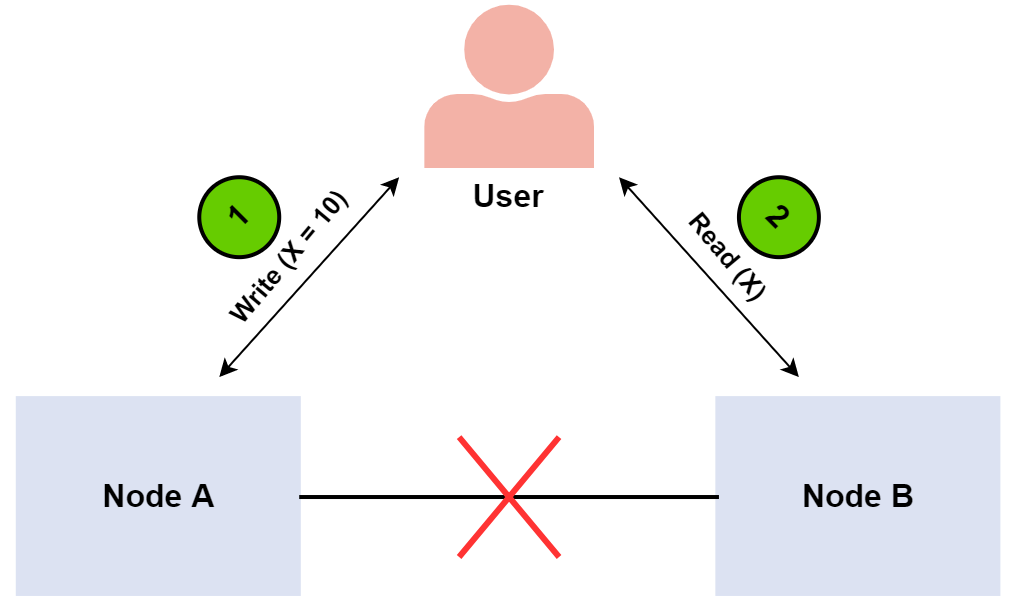 User
1
Write (X = 10)
2
Read (X)
Node A
Node B